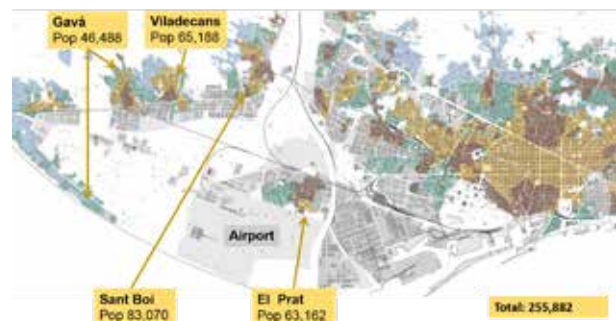 Gavá
Pop 46,488
Viladecans
Pop 65,188
Airport
Sant Boi
Pop 83,070
El Prat
Pop 63,162
Total: 255,882